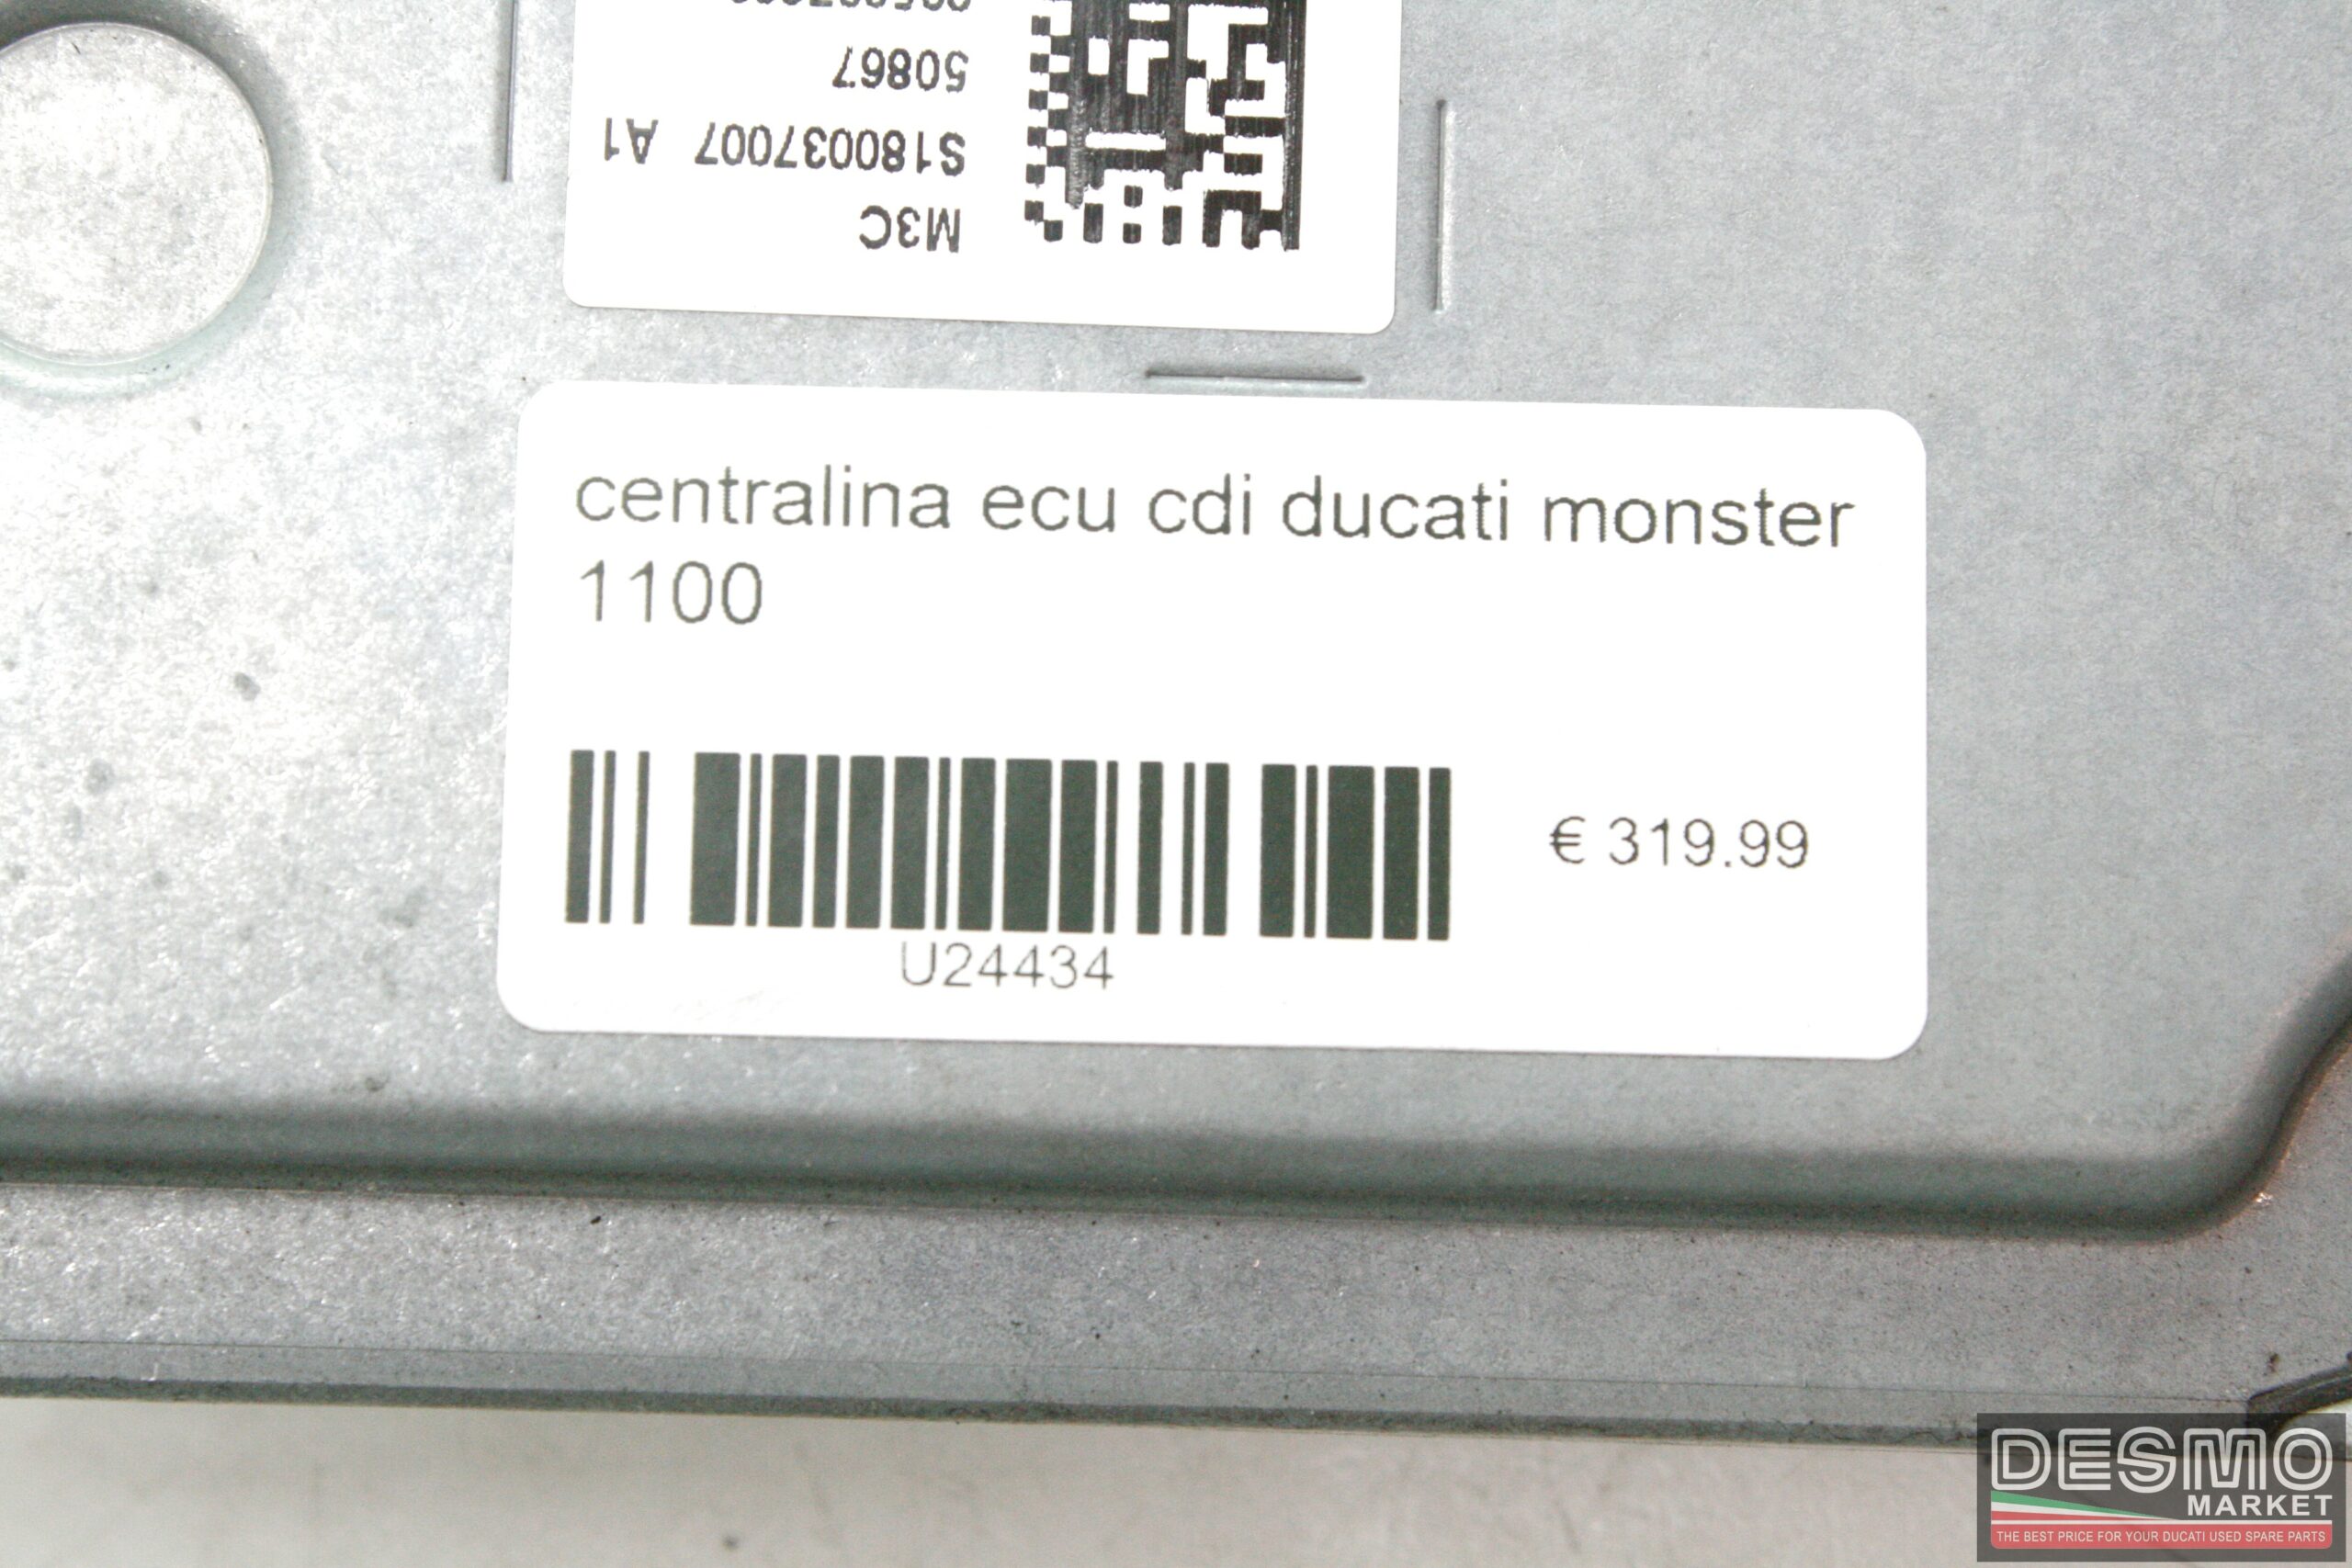 M3C
S180037007 A1
50867
centralina ecu cdi ducati monster
1100
€ 319.99
U24434
DESMO
MARKET
THE BEST PRICE FOR YOUR DUCATI USED SPARE PARTS